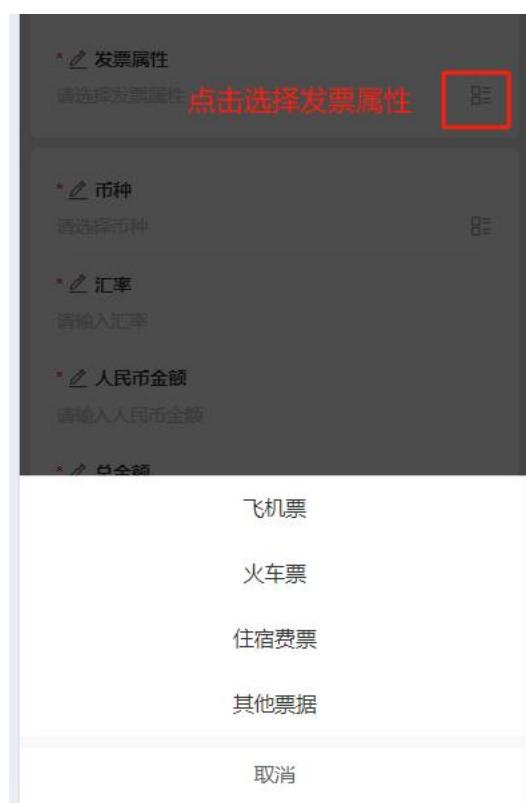 * 发票属性
请选择发票属性 点击选择发票属性
* 币种
请选择币种
* 汇率
请输入汇率
* 人民币金额
请输入人民币金额
* 总金额
飞机票
火车票
住宿费票
其他票据
取消